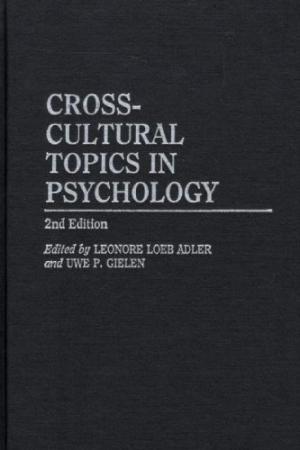 CROSS-
CULTURAL
TOPICS IN
PSYCHOLOGY
2nd Edition
Edited by LEONORE LOEB ADLER
and UWE P. GIELEN